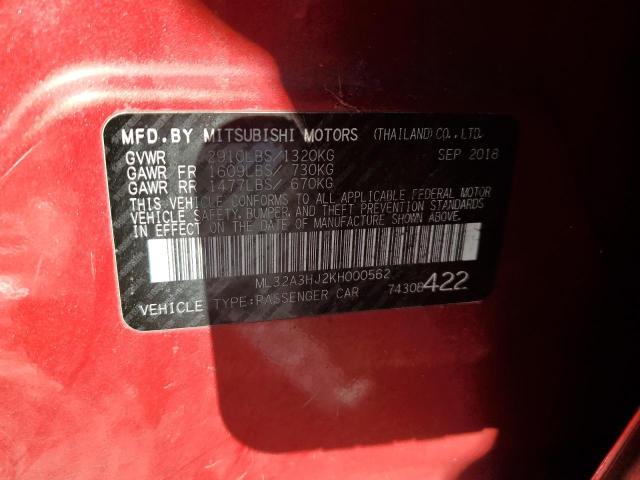 MFD.BY MITSUBISHI MOTORS (THAILAND)CO.,LTD.
GVWR 2910LBS/1320KG SEP 2018
GAWR FR 1609LBS/ 730KG
GAWR RR 1477LBS/ 670KG
THIS VEHICLE CONFORMS TO ALL APPLICABLE FEDERAL MOTOR
VEHICLE SAFETY, BUMPER, AND THEFT PREVENTION STANDARDS
IN EFFECT ON THE DATE OF MANUFACTURE SHOWN ABOVE.
ML32A3HJ2KH000562
VEHICLE TYPE:PASSENGER CAR 422